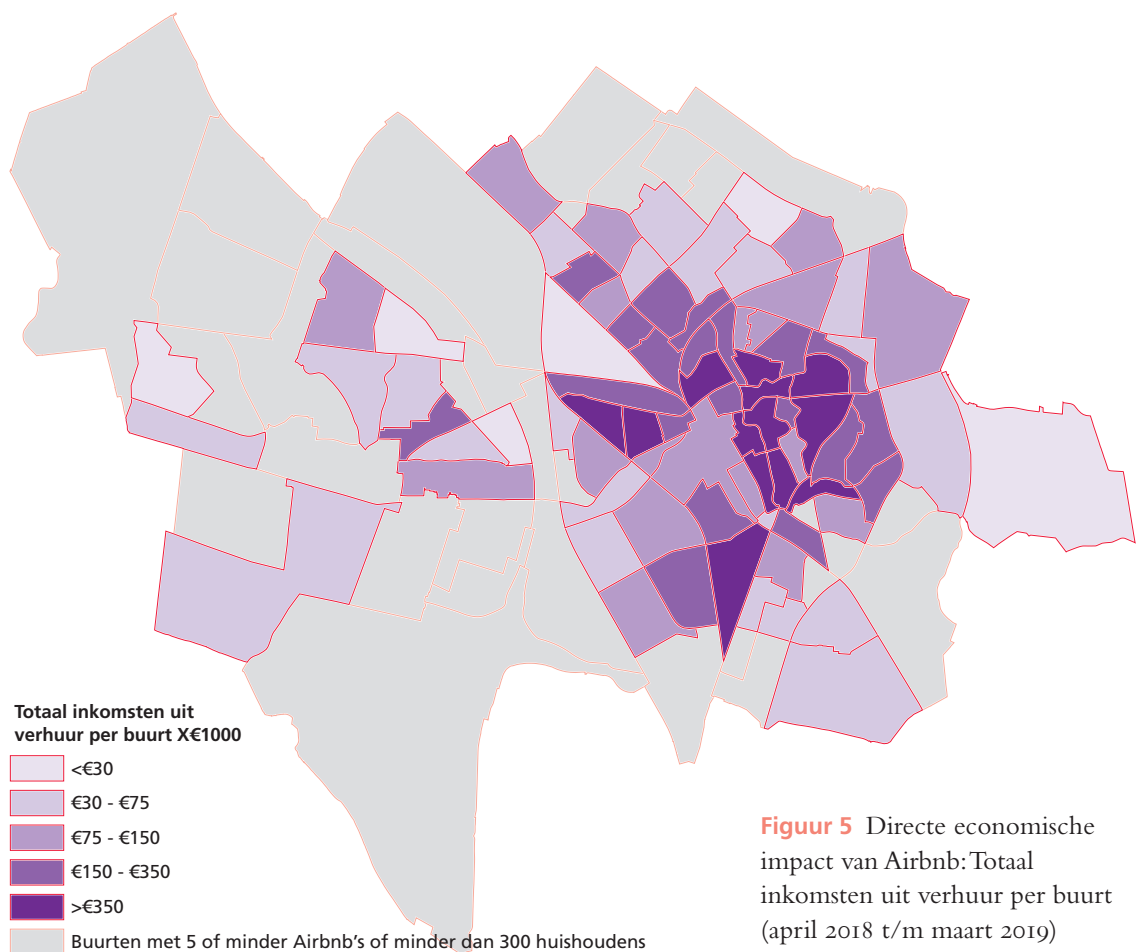 Totaal inkomsten uit
verhuur per buurt X€1000
<€30
€30 - €75
€75 - €150
€150 - €350
>€350
Buurten met 5 of minder Airbnb's of minder dan 300 huishoudens
Figuur 5 Directe economische
impact van Airbnb: Totaal
inkomsten uit verhuur per buurt
(april 2018 t/m maart 2019)